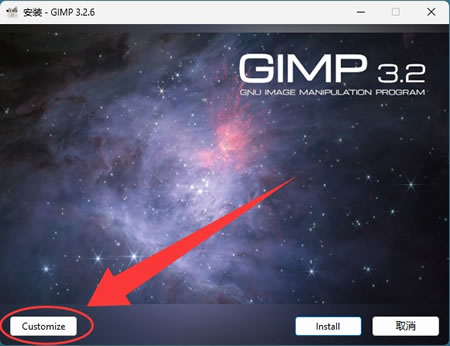 安装 - GIMP 3.2.6
GIMP 3.2
GNU IMAGE MANIPULATION PROGRAM
Customize
Install
取消